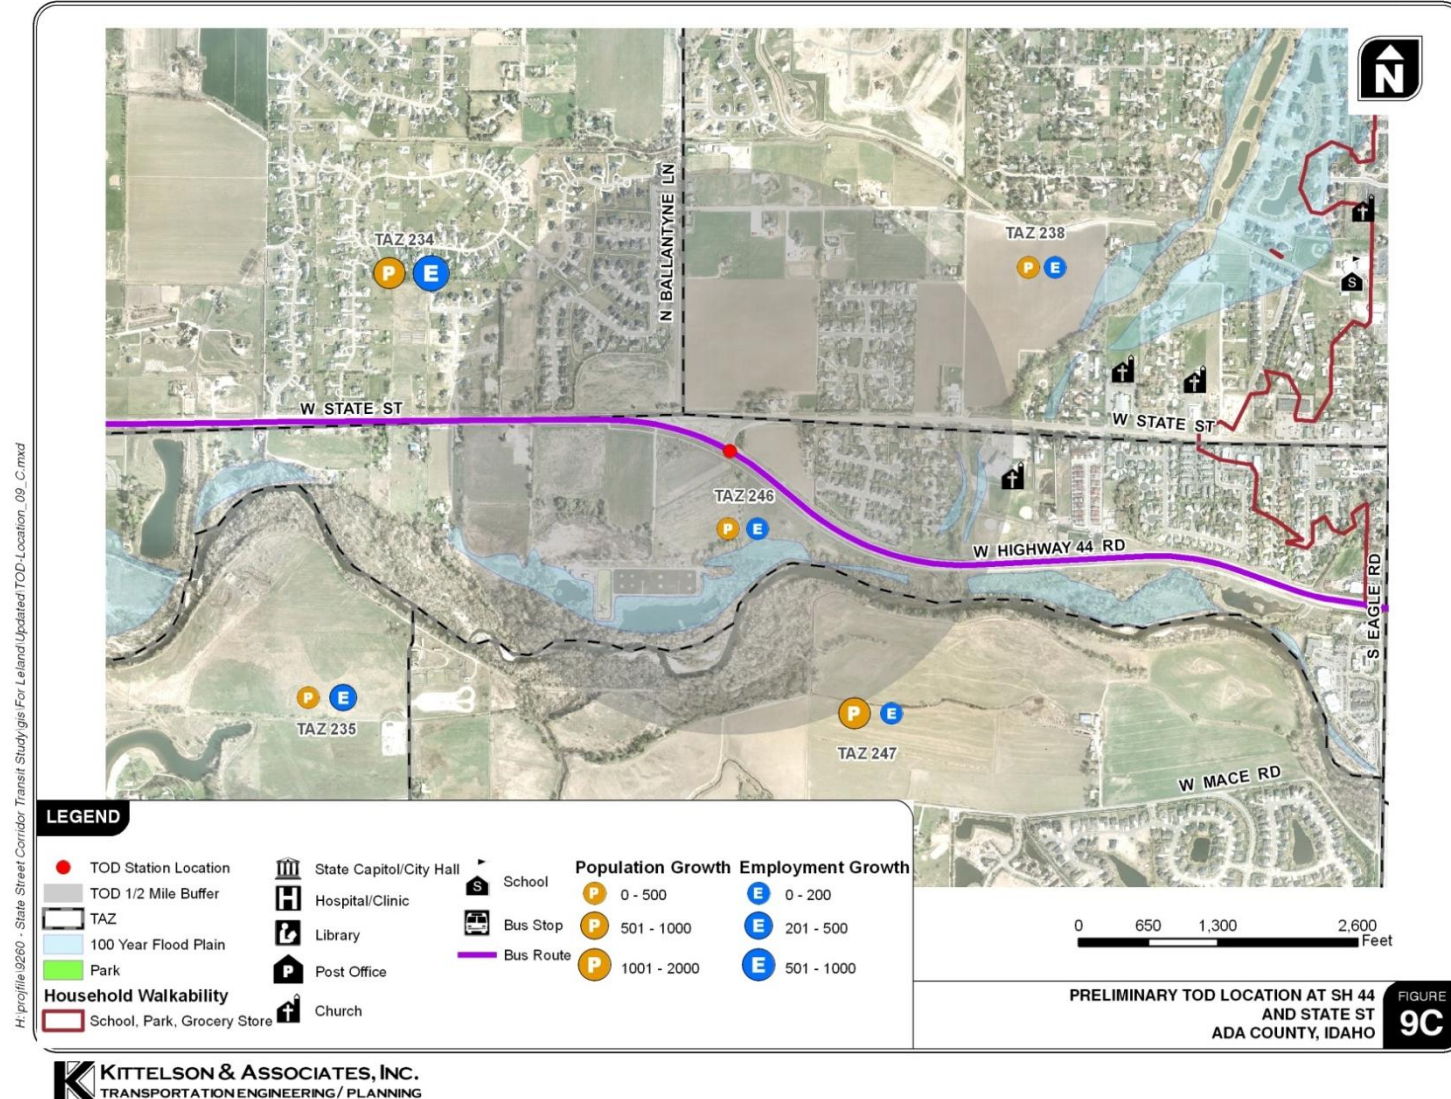 N
TAZ 234
P E
N BALLANTYNE LN
TAZ 238
P E
S
W STATE ST
W STATE ST
TAZ 246
P E
W HIGHWAY 44 RD
S EAGLE RD
P E
TAZ 235
P E
TAZ 247
W MACE RD
H:\projfile\9260 - State Street Corridor Transit Study\gis\For Leland\Updated\TOD-Location_09_C.mxd
LEGEND
TOD Station Location
TOD 1/2 Mile Buffer
TAZ
100 Year Flood Plain
Park
Household Walkability
School, Park, Grocery Store
State Capitol/City Hall
H Hospital/Clinic
Library
P Post Office
Church
S School
Bus Stop
Bus Route
Population Growth
P 0 - 500
P 501 - 1000
P 1001 - 2000
Employment Growth
E 0 - 200
E 201 - 500
E 501 - 1000
0 650 1,300 2,600
Feet
PRELIMINARY TOD LOCATION AT SH 44
AND STATE ST
ADA COUNTY, IDAHO
FIGURE
9C
K KITTELSON & ASSOCIATES, INC.
TRANSPORTATION ENGINEERING / PLANNING